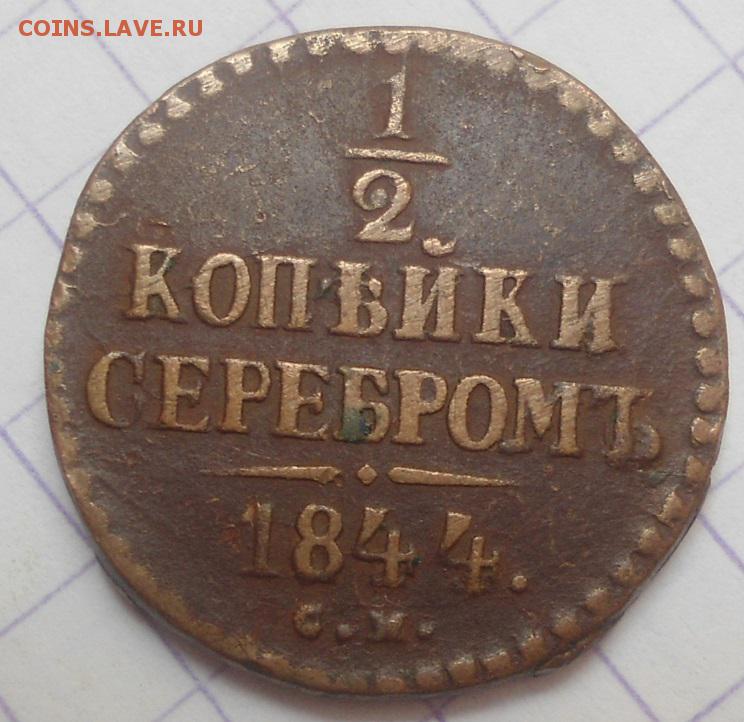 COINS.LAVE.RU
1
2
КОПѢЙКИ
СЕРЕБРОМЪ
1844.
С.М.